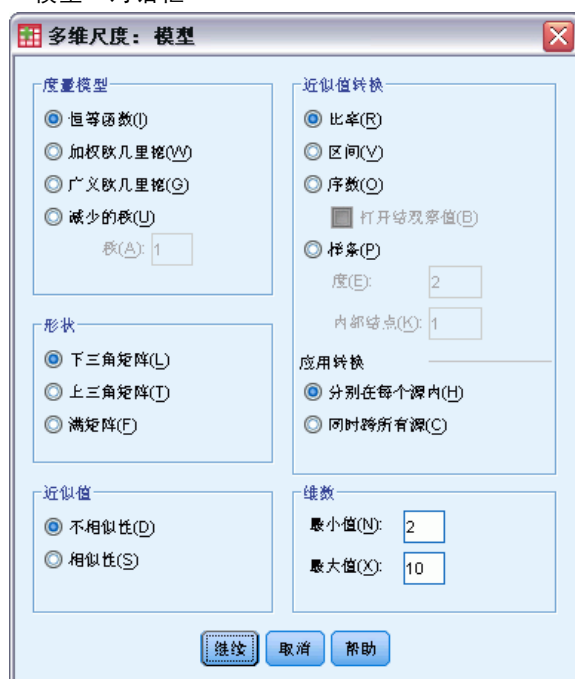 多维尺度：模型
度量模型
恒等函数(I)
加权欧几里德(W)
广义欧几里德(G)
减少的秩(U)
秩(A): 1
形状
下三角矩阵(L)
上三角矩阵(T)
满矩阵(F)
近似值
不相似性(D)
相似性(S)
近似值转换
比率(R)
区间(V)
序数(O)
打开结观察值(B)
样条(P)
度(E): 2
内部结点(K): 1
应用转换
分别在每个源内(H)
同时跨所有源(C)
维数
最小值(N): 2
最大值(X): 10
继续 取消 帮助